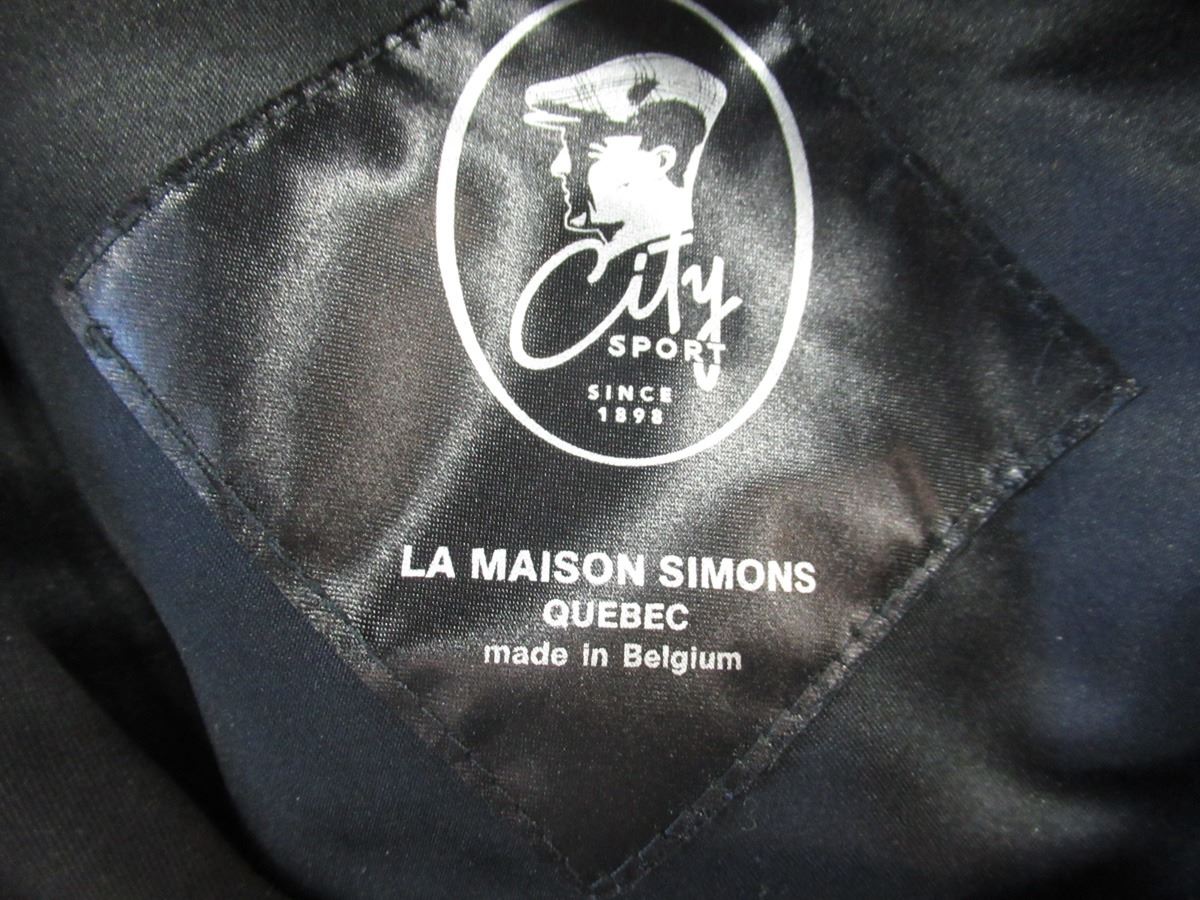 City
SPORT
SINCE
1898
LA MAISON SIMONS
QUEBEC
made in Belgium